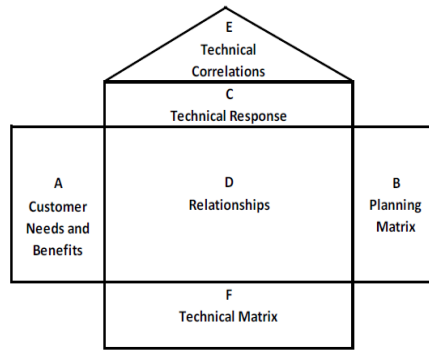 E
Technical
Correlations
C
Technical Response
A
Customer
Needs and
Benefits
D
Relationships
B
Planning
Matrix
F
Technical Matrix